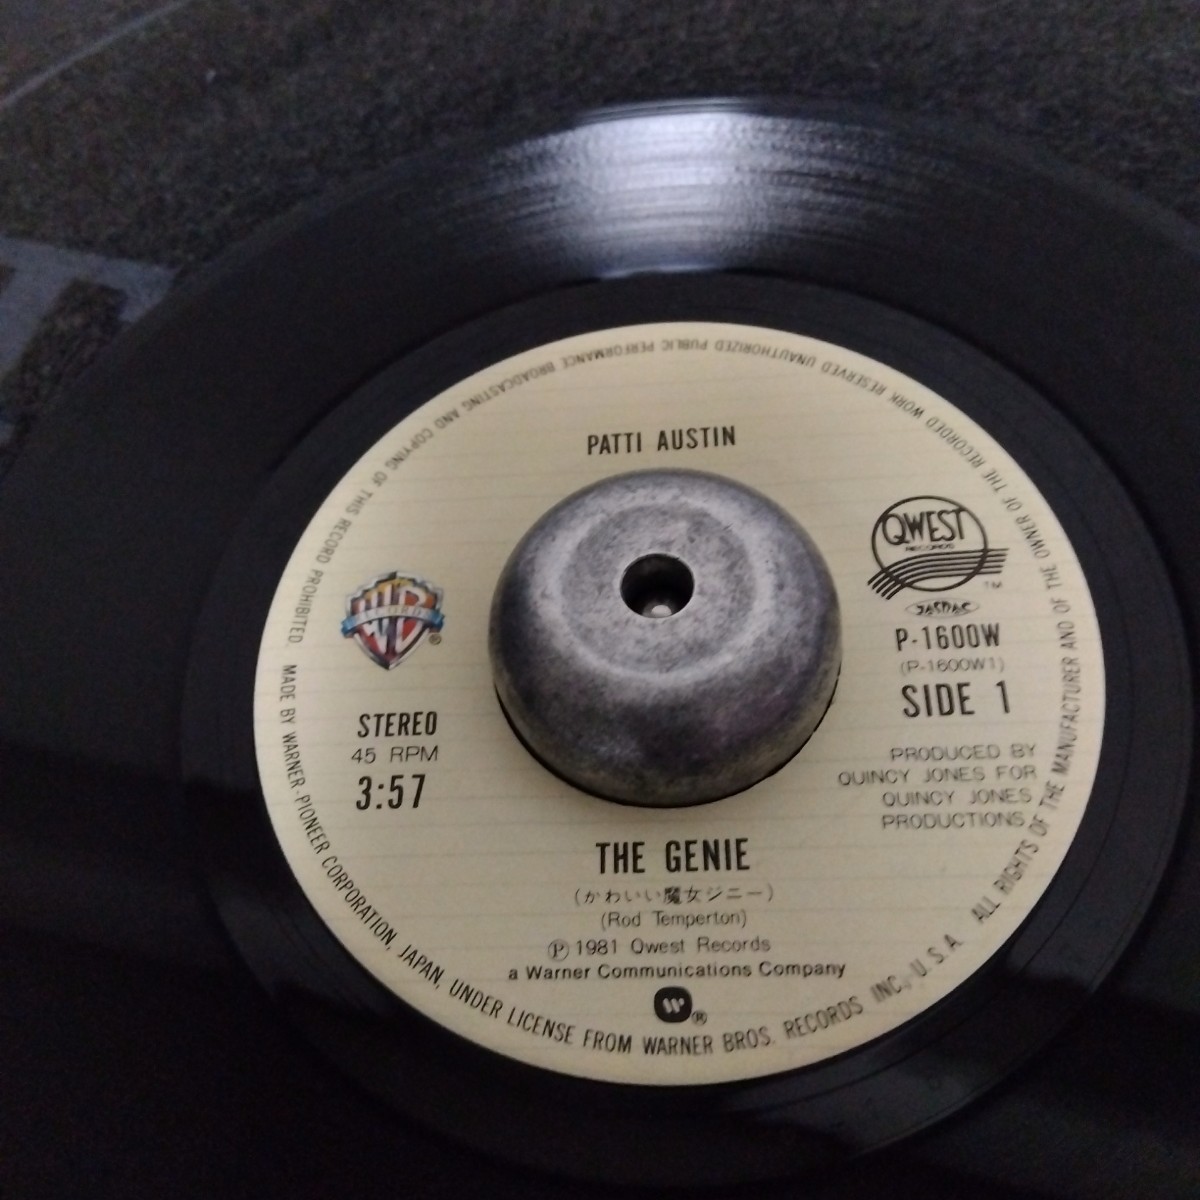 PATTI AUSTIN
QWEST
RECORDS
TM
JASRAC
P-1600W
(P-1600W1)
SIDE 1
PRODUCED BY
QUINCY JONES FOR
QUINCY JONES
PRODUCTIONS
WB
RECORDS
®
STEREO
45 RPM
3:57
THE GENIE
(かわいい魔女ジニー)
(Rod Temperton)
Ⓟ 1981 Qwest Records
a Warner Communications Company
W®
ALL RIGHTS OF THE MANUFACTURER AND OF THE OWNER OF THE RECORDED WORK RESERVED UNAUTHORIZED PUBLIC PERFORMANCE BROADCASTING AND COPYING OF THIS RECORD PROHIBITED.
MADE BY WARNER-PIONEER CORPORATION, JAPAN, UNDER LICENSE FROM WARNER BROS. RECORDS INC., U.S.A.